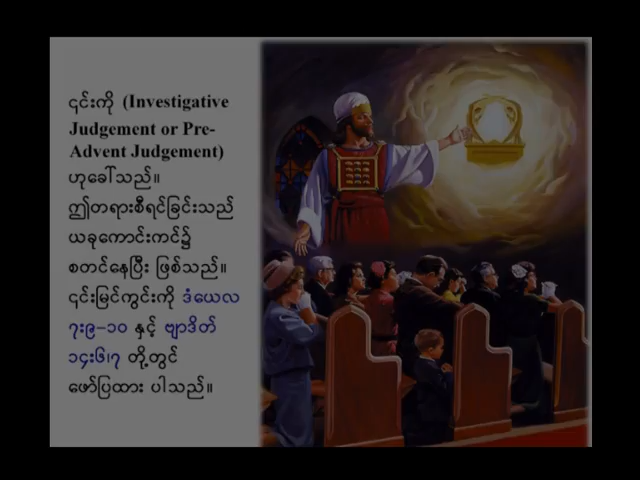 ၎င်းကို (Investigative
Judgement or Pre-
Advent Judgement)
ဟုခေါ်သည်။
ဤတရားစီရင်ခြင်းသည်
ယခုကောင်းကင်၌
စတင်နေပြီး ဖြစ်သည်။
၎င်းမြင်ကွင်းကို ဒံယေလ
၇း၉–၁၀ နှင့် ဗျာဒိတ်
၁၄း၆၊၇ တို့တွင်
ဖော်ပြထား ပါသည်။